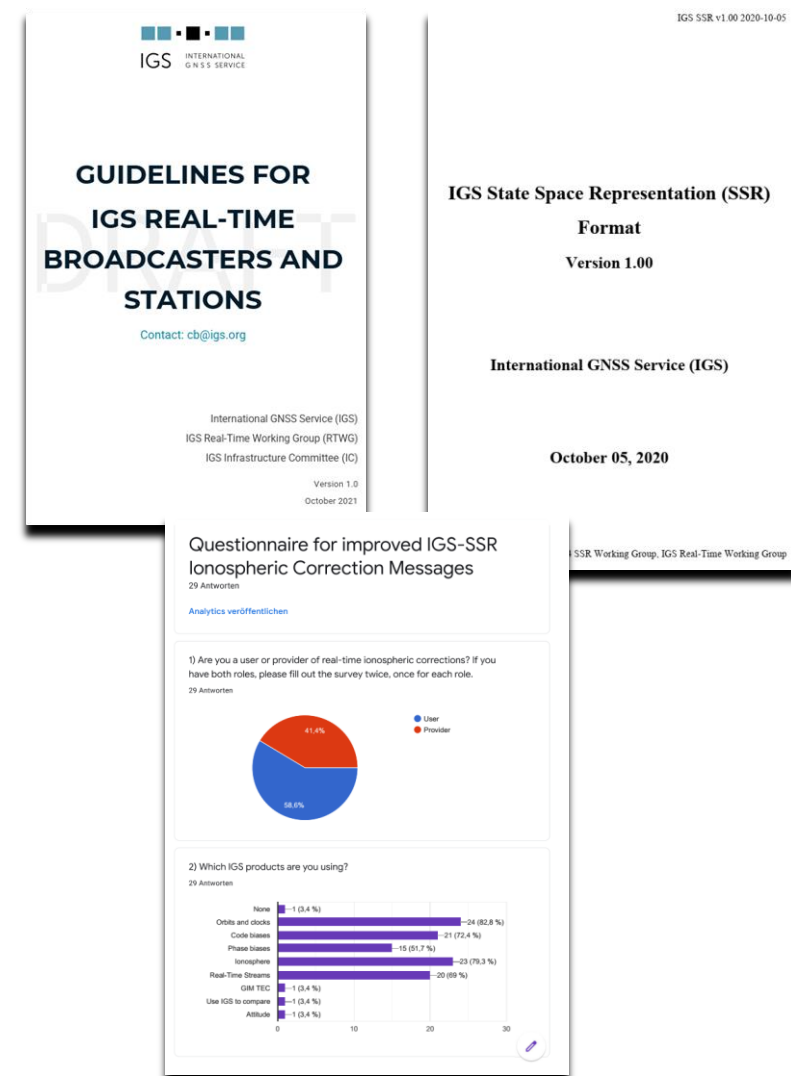 IGS INTERNATIONAL
GNSS SERVICE
DRAFT
GUIDELINES FOR
IGS REAL-TIME
BROADCASTERS AND
STATIONS
Contact: cb@igs.org
International GNSS Service (IGS)
IGS Real-Time Working Group (RTWG)
IGS Infrastructure Committee (IC)
Version 1.0
October 2021
IGS SSR v1.00 2020-10-05
IGS State Space Representation (SSR)
Format
Version 1.00
International GNSS Service (IGS)
October 05, 2020
SSR Working Group, IGS Real-Time Working Group
Questionnaire for improved IGS-SSR
Ionospheric Correction Messages
29 Antworten
Analytics veröffentlichen
1) Are you a user or provider of real-time ionospheric corrections? If you
have both roles, please fill out the survey twice, once for each role.
29 Antworten
User
Provider
41,4%
58,6%
2) Which IGS products are you using?
29 Antworten
None 1 (3,4 %)
Orbits and clocks 24 (82,8 %)
Code biases 21 (72,4 %)
Phase biases 15 (51,7 %)
Ionosphere 23 (79,3 %)
Real-Time Streams 20 (69 %)
GIM TEC 1 (3,4 %)
Use IGS to compare 1 (3,4 %)
Attitude 1 (3,4 %)
0 10 20 30